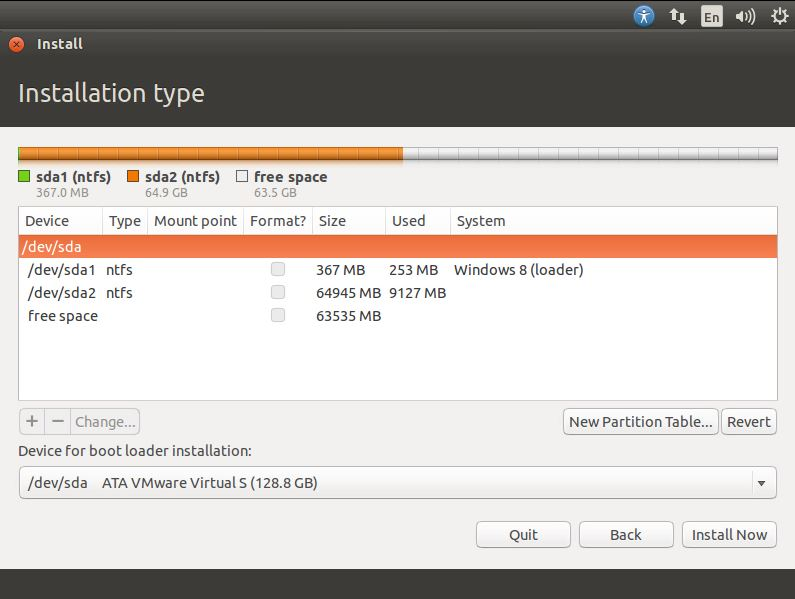 En
Install
Installation type
sda1 (ntfs) sda2 (ntfs) free space
367.0 MB 64.9 GB 63.5 GB
Device Type Mount point Format? Size Used System
/dev/sda
/dev/sda1 ntfs 367 MB 253 MB Windows 8 (loader)
/dev/sda2 ntfs 64945 MB 9127 MB
free space 63535 MB
+ − Change... New Partition Table... Revert
Device for boot loader installation:
/dev/sda ATA VMware Virtual S (128.8 GB)
Quit Back Install Now